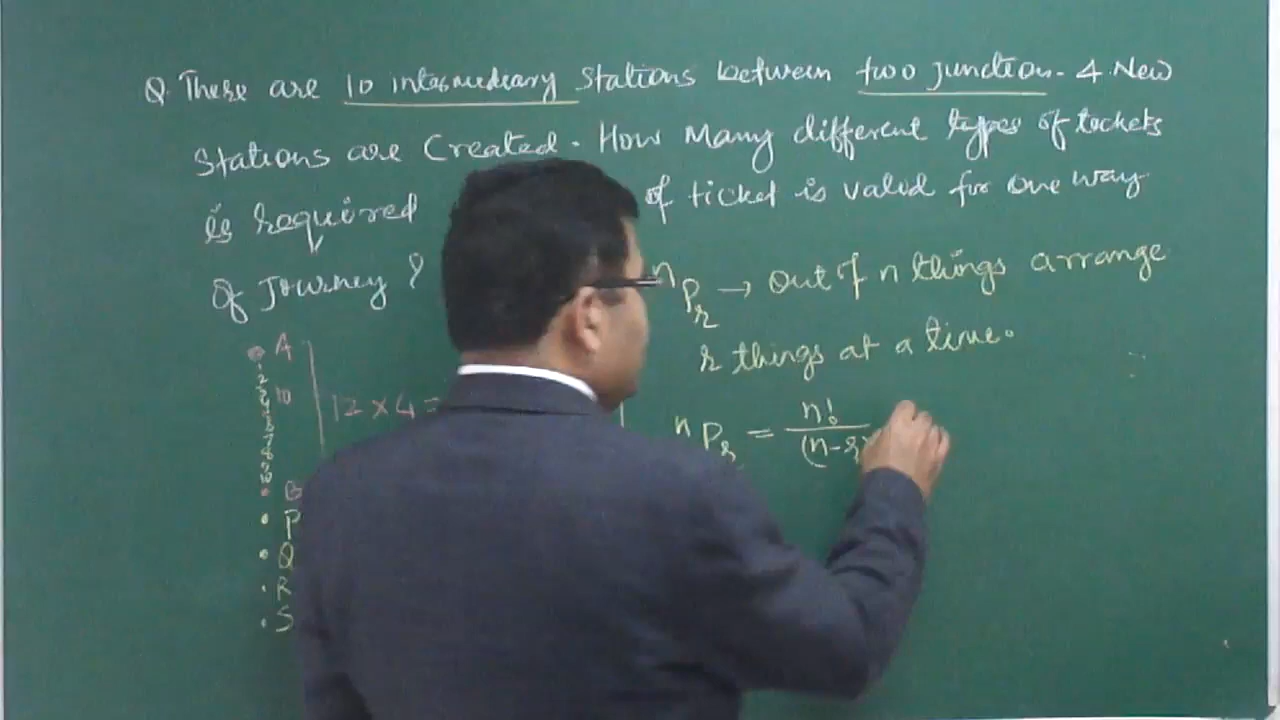 Q. There are 10 intermediary stations between two junction. 4 New
stations are created. How Many different types of tickets
is required of ticket is valid for one way
of Journey ?
nPr → out of n things arrange
r things at a time.
A
10
12 × 4 =
nPr = n! / (n-r)
B
P
Q
R
S